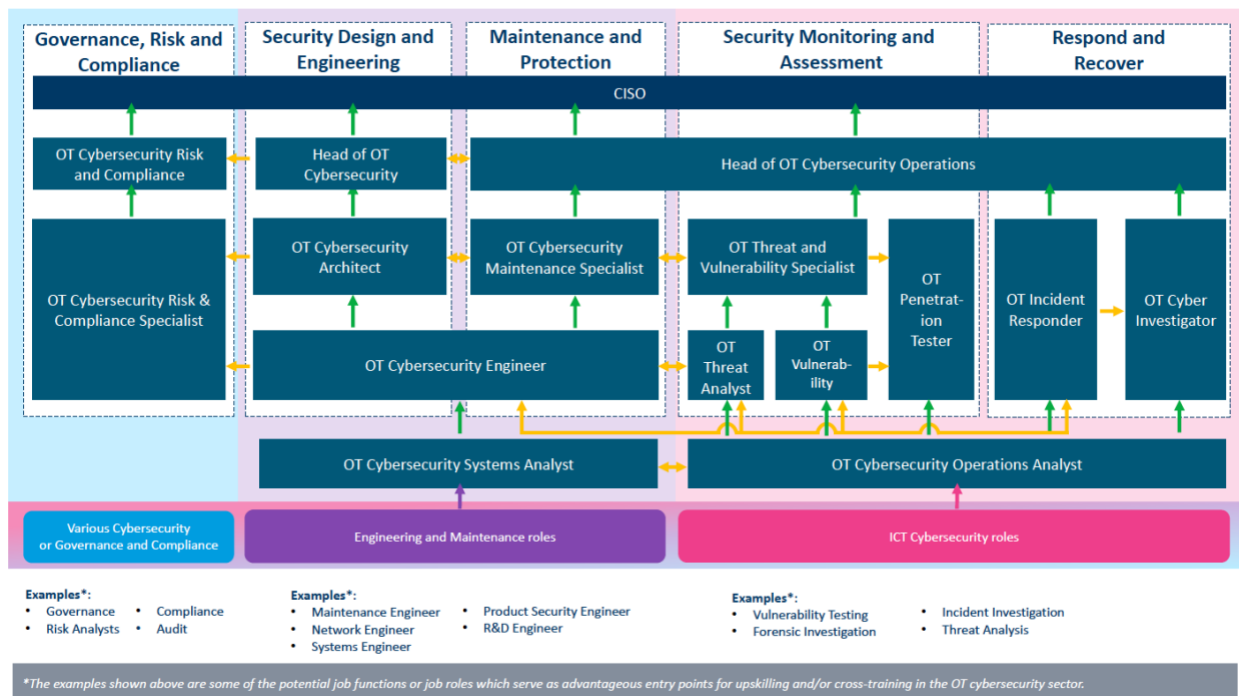 Governance, Risk and
Compliance
Security Design and
Engineering
Maintenance and
Protection
Security Monitoring and
Assessment
Respond and
Recover
CISO
OT Cybersecurity Risk
and Compliance
Head of OT
Cybersecurity
Head of OT Cybersecurity Operations
OT Cybersecurity Risk &
Compliance Specialist
OT Cybersecurity
Architect
OT Cybersecurity
Maintenance Specialist
OT Threat and
Vulnerability Specialist
OT
Penetrat-
ion
Tester
OT Incident
Responder
OT Cyber
Investigator
OT Cybersecurity Engineer
OT
Threat
Analyst
OT
Vulnerab-
ility
OT Cybersecurity Systems Analyst
OT Cybersecurity Operations Analyst
Various Cybersecurity
or Governance and Compliance
Engineering and Maintenance roles
ICT Cybersecurity roles
Examples*:
• Governance
• Risk Analysts
• Compliance
• Audit
Examples*:
• Maintenance Engineer
• Network Engineer
• Systems Engineer
• Product Security Engineer
• R&D Engineer
Examples*:
• Vulnerability Testing
• Forensic Investigation
• Incident Investigation
• Threat Analysis
*The examples shown above are some of the potential job functions or job roles which serve as advantageous entry points for upskilling and/or cross-training in the OT cybersecurity sector.